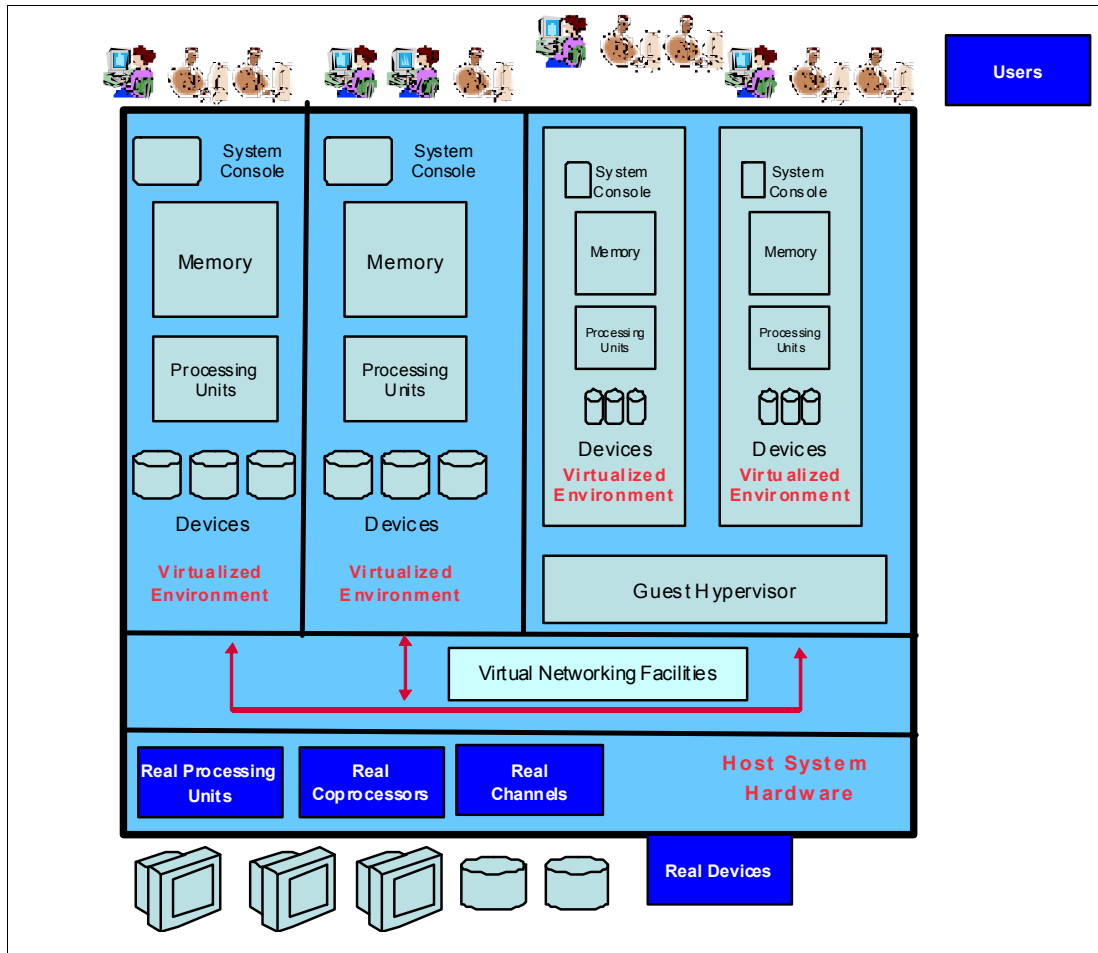 Users
System
Console
Memory
Processing
Units
Devices
Virtualized
Environment
System
Console
Memory
Processing
Units
Devices
Virtualized
Environment
System
Console
Memory
Processing
Units
Devices
Virtualized
Environment
System
Console
Memory
Processing
Units
Devices
Virtualized
Environment
Guest Hypervisor
Virtual Networking Facilities
Real Processing
Units
Real
Coprocessors
Real
Channels
Host System
Hardware
Real Devices